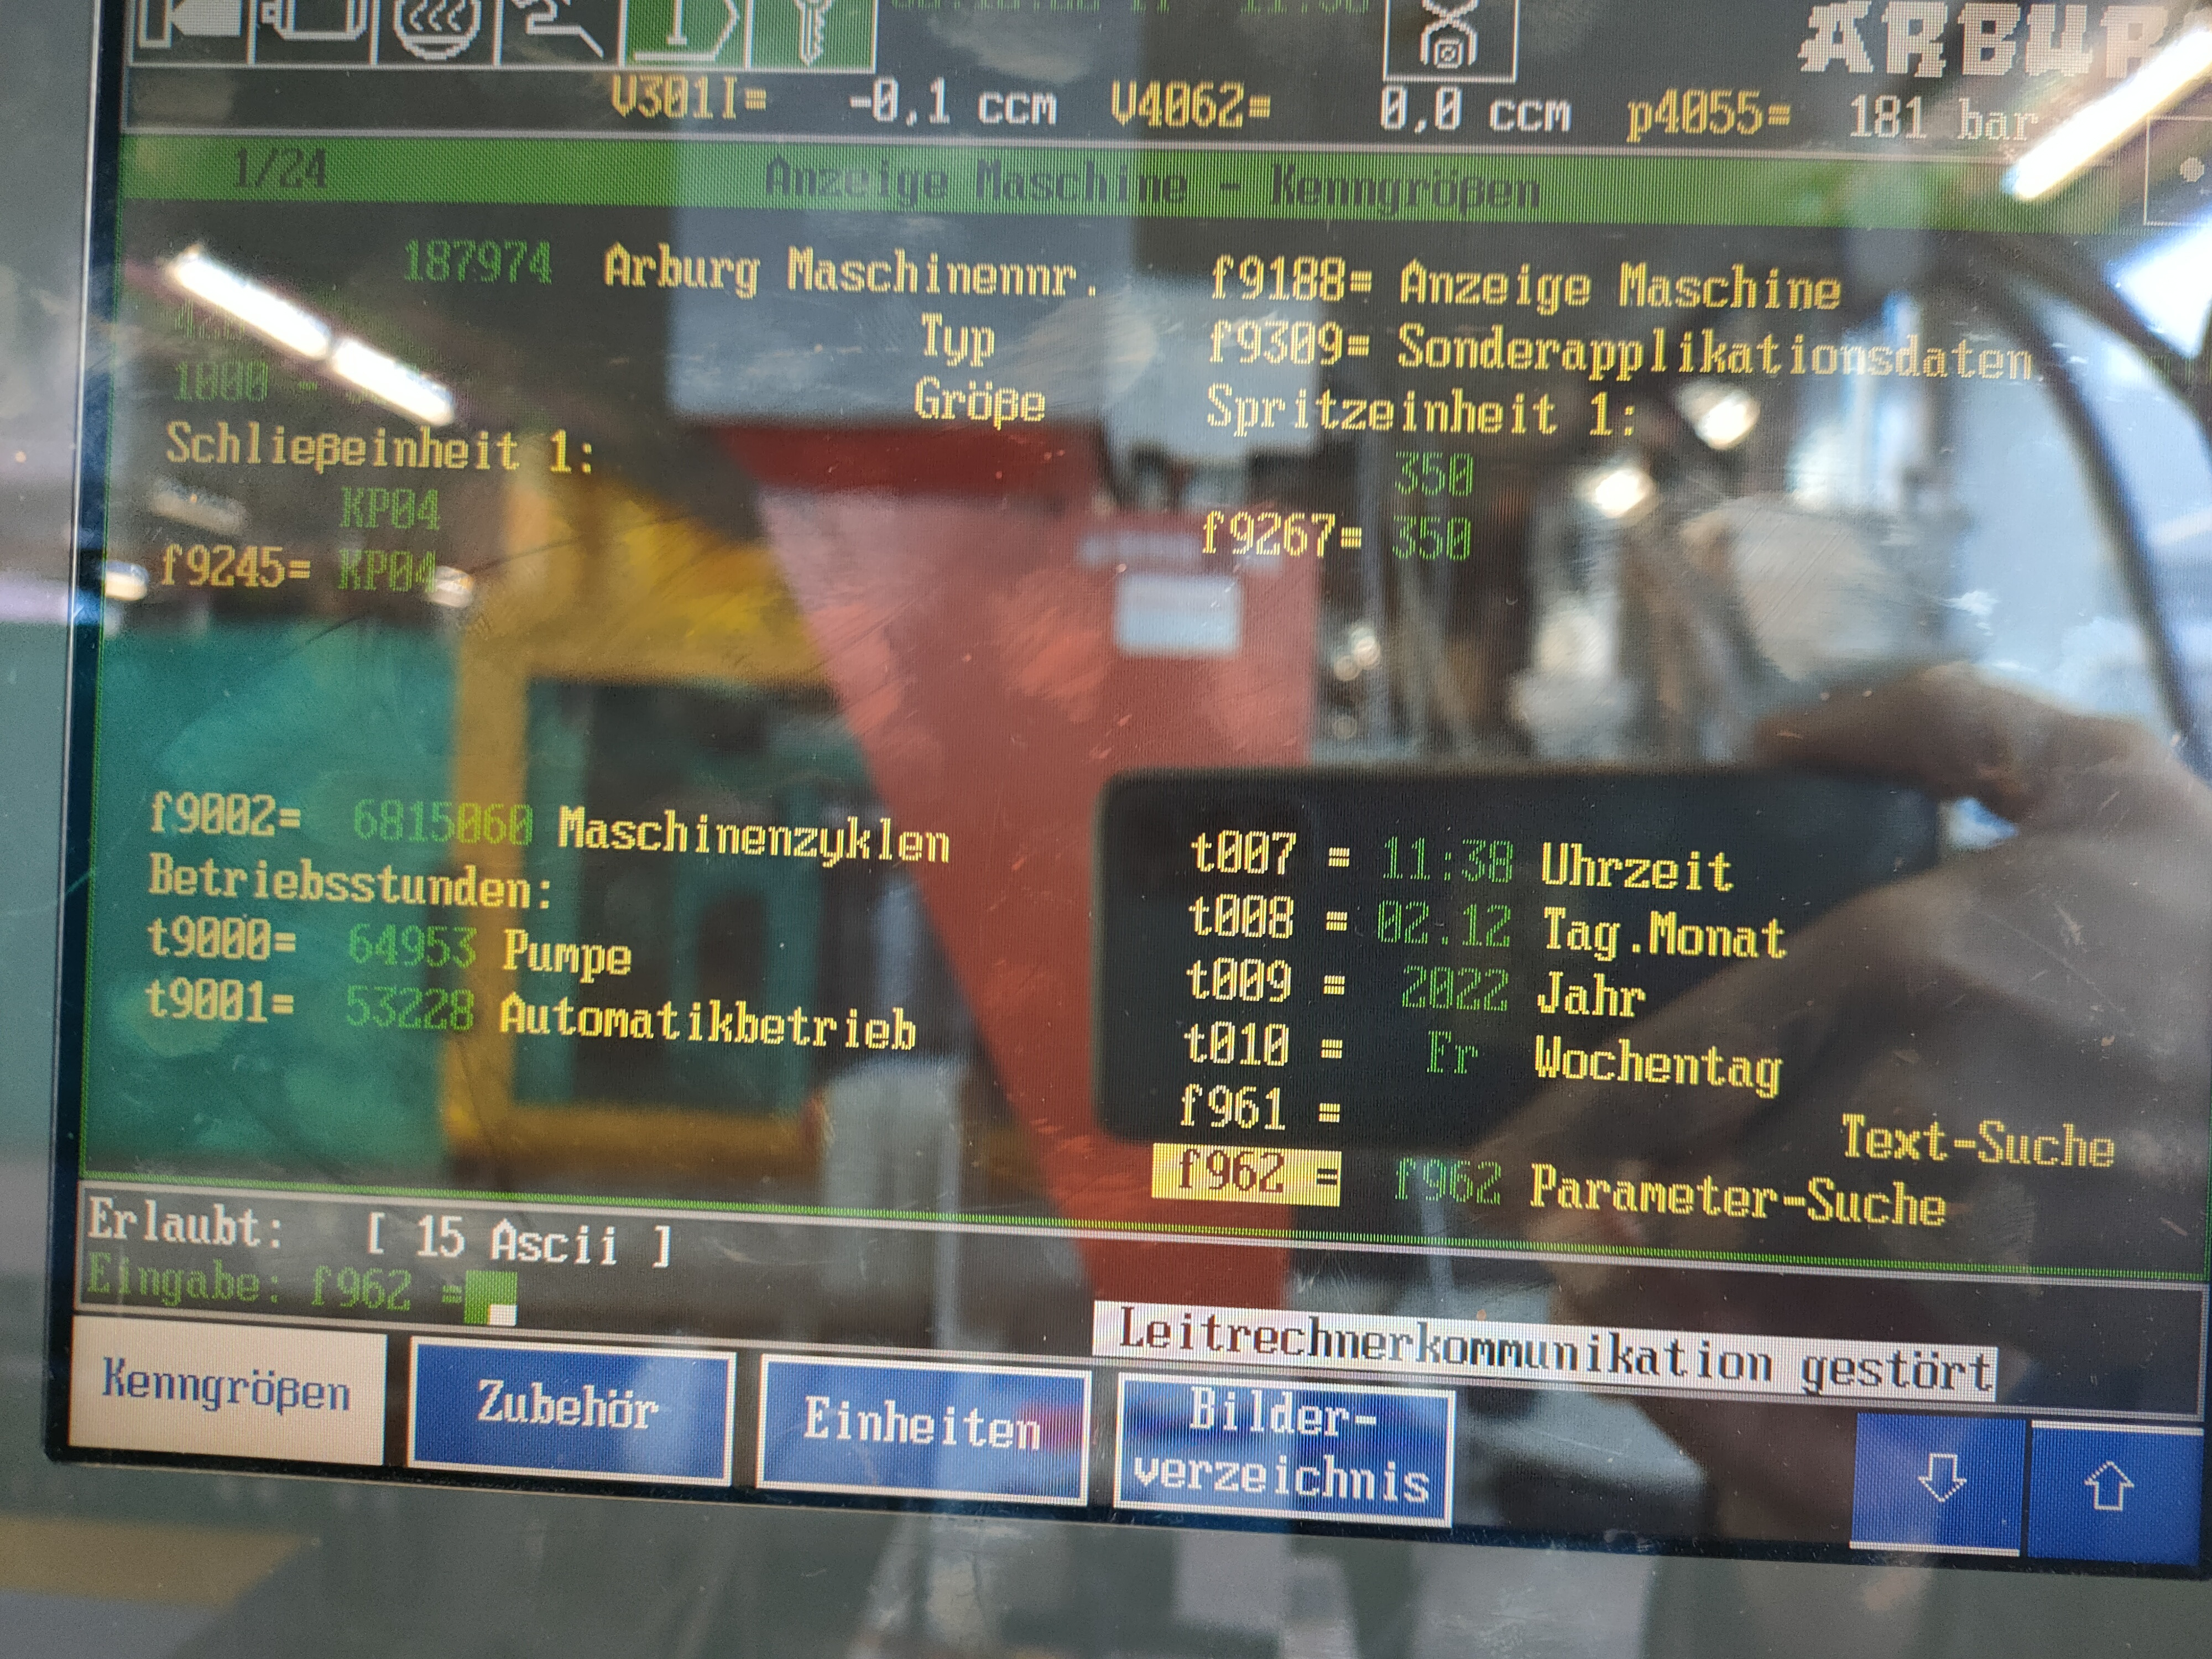 ARBUR
V301I= -0,1 ccm V4062= 0,0 ccm p4055= 181 bar
1/24 Anzeige Maschine - Kenngrößen
187974 Arburg Maschinennr. f9188= Anzeige Maschine
Typ f9309= Sonderapplikationsdaten
1000 - Größe Spritzeinheit 1:
Schließeinheit 1: 350
KP04 f9267= 350
f9245= KP04
f9002= 6815060 Maschinenzyklen t007 = 11:38 Uhrzeit
Betriebsstunden: t008 = 02.12 Tag.Monat
t9000= 64953 Pumpe t009 = 2022 Jahr
t9001= 53228 Automatikbetrieb t010 = Fr Wochentag
f961 = Text-Suche
f962 = f962 Parameter-Suche
Erlaubt: [ 15 Ascii ]
Eingabe: f962 =
Leitrechnerkommunikation gestört
Kenngrößen Zubehör Einheiten Bilder-
verzeichnis